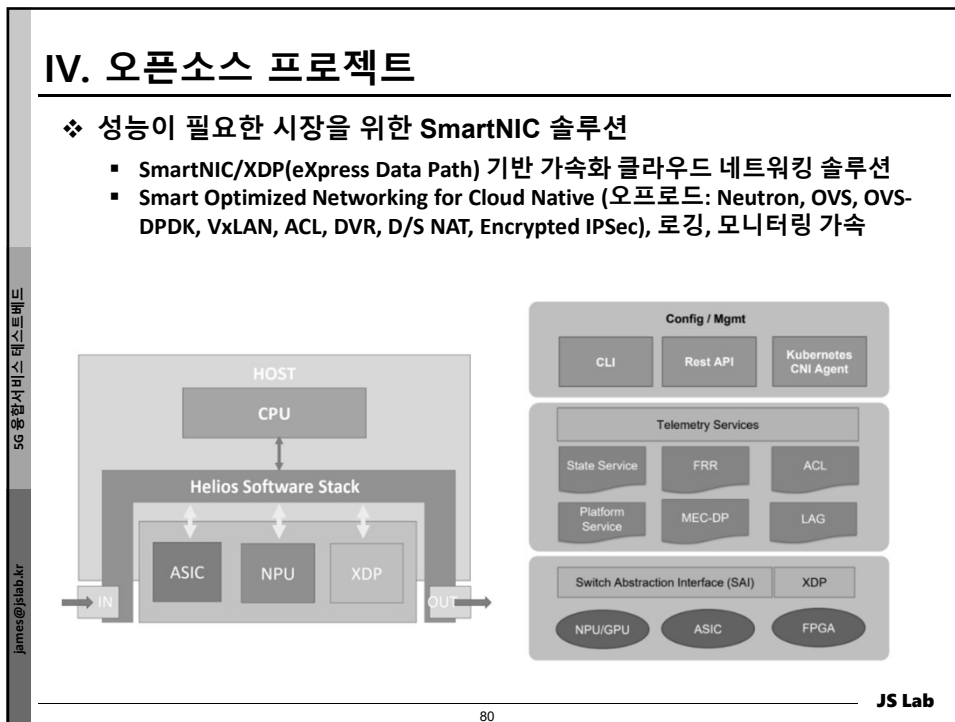 IV. 오픈소스 프로젝트
❖ 성능이 필요한 시장을 위한 SmartNIC 솔루션
▪ SmartNIC/XDP(eXpress Data Path) 기반 가속화 클라우드 네트워킹 솔루션
▪ Smart Optimized Networking for Cloud Native (오프로드: Neutron, OVS, OVS-
DPDK, VxLAN, ACL, DVR, D/S NAT, Encrypted IPSec), 로깅, 모니터링 가속
5G 융합서비스 테스트베드
james@jslab.kr
HOST
CPU
Helios Software Stack
ASIC
NPU
XDP
IN
OUT
Config / Mgmt
CLI
Rest API
Kubernetes
CNI Agent
Telemetry Services
State Service
FRR
ACL
Platform
Service
MEC-DP
LAG
Switch Abstraction Interface (SAI)
XDP
NPU/GPU
ASIC
FPGA
JS Lab
80